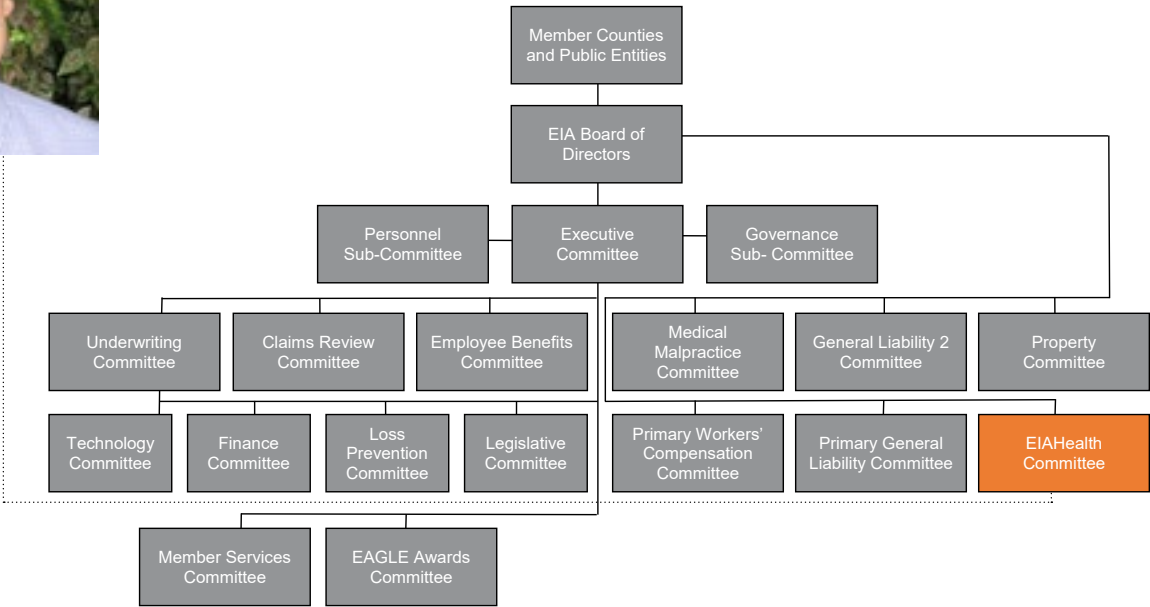 Member Counties
and Public Entities
EIA Board of
Directors
Personnel
Sub-Committee
Executive
Committee
Governance
Sub- Committee
Underwriting
Committee
Claims Review
Committee
Employee Benefits
Committee
Medical
Malpractice
Committee
General Liability 2
Committee
Property
Committee
Technology
Committee
Finance
Committee
Loss
Prevention
Committee
Legislative
Committee
Primary Workers’
Compensation
Committee
Primary General
Liability Committee
EIAHealth
Committee
Member Services
Committee
EAGLE Awards
Committee